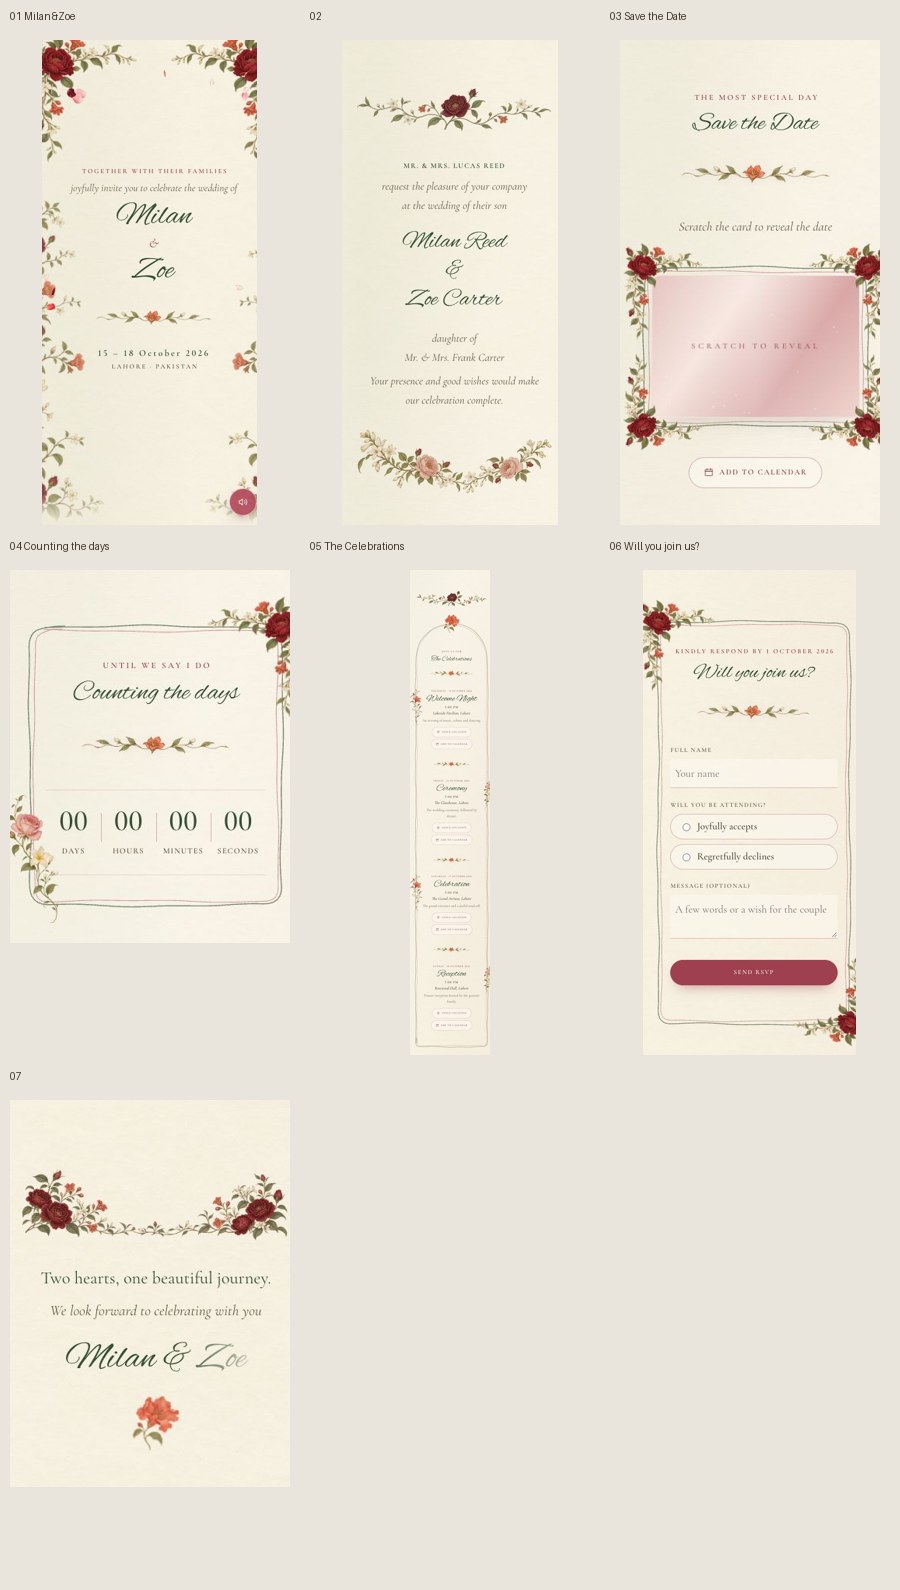 01 Milan&Zoe
TOGETHER WITH THEIR FAMILIES
joyfully invite you to celebrate the wedding of
Milan
&
Zoe
15 – 18 October 2026
LAHORE · PAKISTAN
02
MR. & MRS. LUCAS REED
request the pleasure of your company
at the wedding of their son
Milan Reed
&
Zoe Carter
daughter of
Mr. & Mrs. Frank Carter
Your presence and good wishes would make
our celebration complete.
03 Save the Date
THE MOST SPECIAL DAY
Save the Date
Scratch the card to reveal the date
SCRATCH TO REVEAL
ADD TO CALENDAR
04 Counting the days
UNTIL WE SAY I DO
Counting the days
00 00 00 00
DAYS HOURS MINUTES SECONDS
05 The Celebrations
The Celebrations
Welcome Night
Ceremony
Celebration
Reception
06 Will you join us?
KINDLY RESPOND BY 1 OCTOBER 2026
Will you join us?
FULL NAME
Your name
WILL YOU BE ATTENDING?
Joyfully accepts
Regretfully declines
MESSAGE (OPTIONAL)
A few words or a wish for the couple
SEND RSVP
07
Two hearts, one beautiful journey.
We look forward to celebrating with you
Milan & Zoe